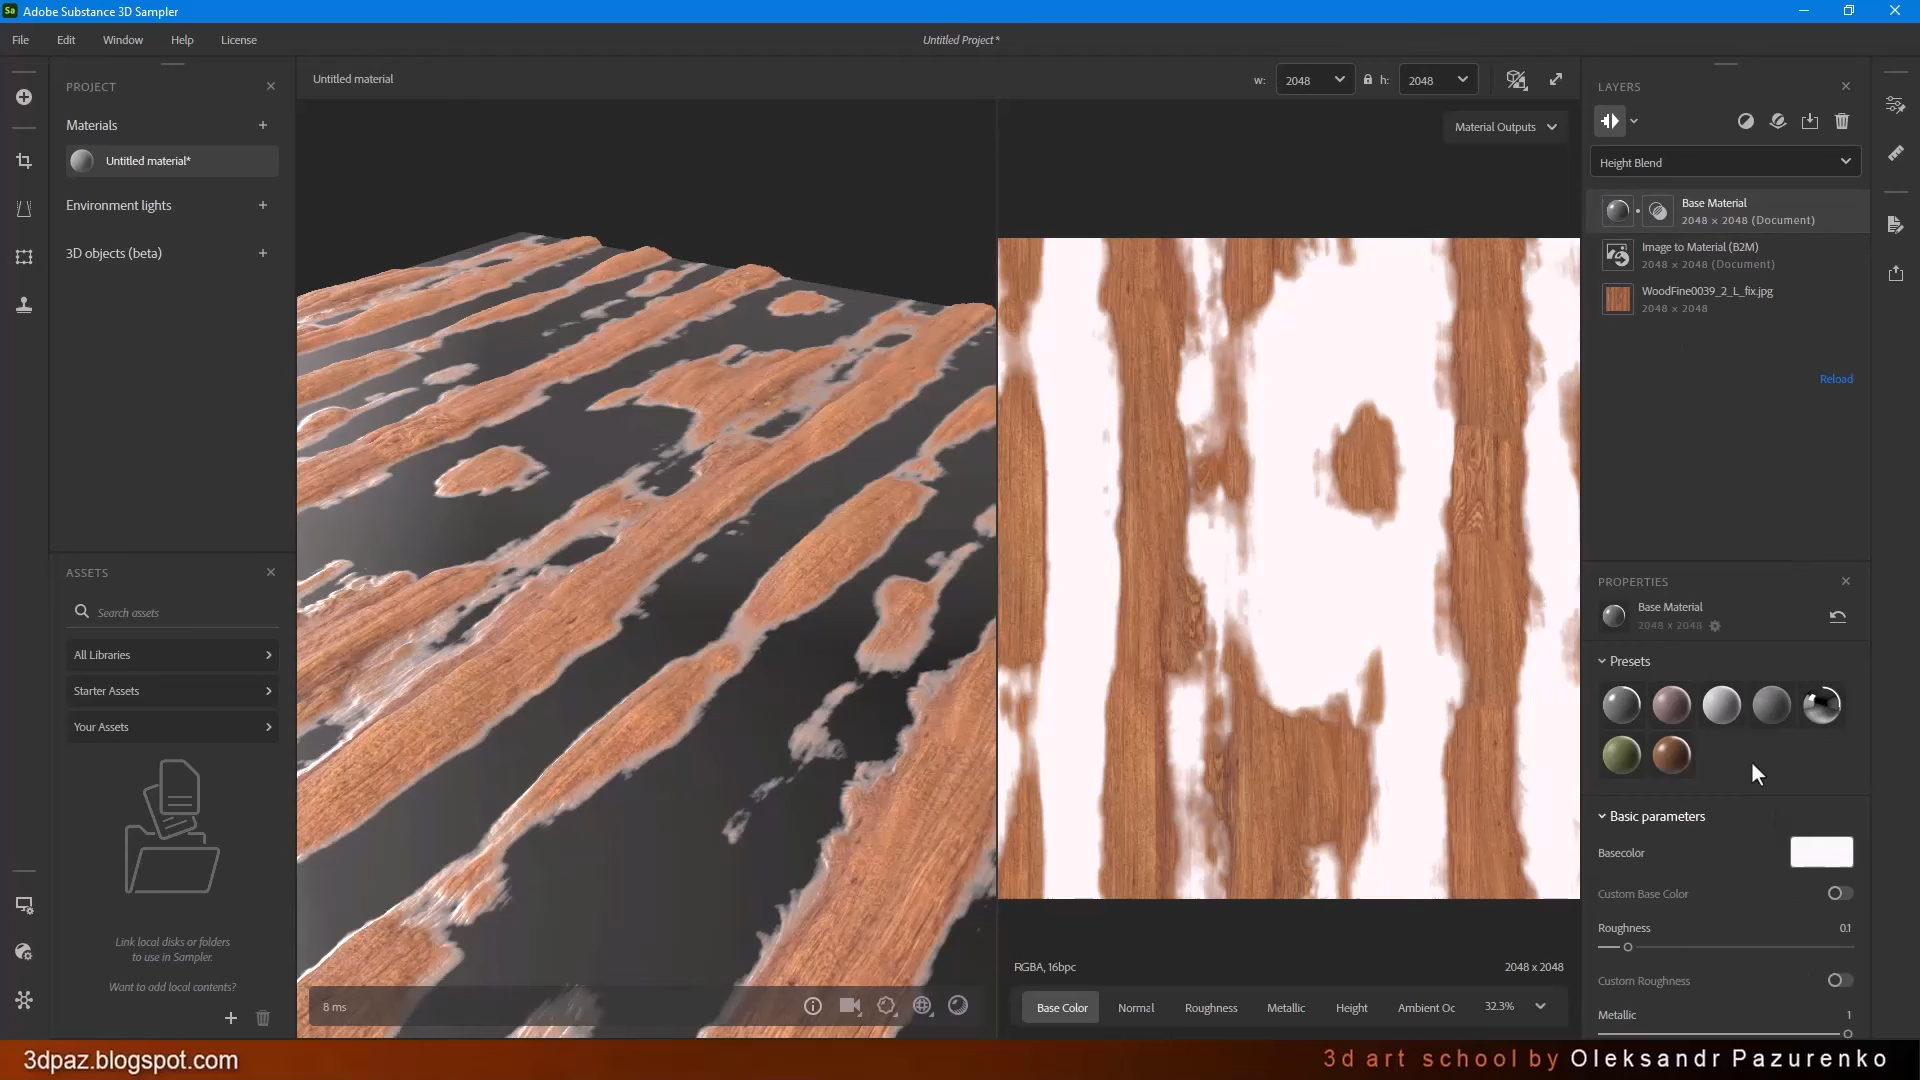 Sa Adobe Substance 3D Sampler
File Edit Window Help License
Untitled Project*
PROJECT
Materials
Untitled material*
Environment lights
3D objects (beta)
ASSETS
Search assets
All Libraries
Starter Assets
Your Assets
Link local disks or folders
to use in Sampler.
Want to add local contents?
Untitled material
w: 2048 h: 2048
Material Outputs
8 ms
RGBA, 16bpc
2048 x 2048
Base Color Normal Roughness Metallic Height Ambient Oc 32.3%
LAYERS
Height Blend
Base Material
2048 × 2048 (Document)
Image to Material (B2M)
2048 × 2048 (Document)
WoodFine0039_2_L_fix.jpg
2048 × 2048
Reload
PROPERTIES
Base Material
2048 x 2048
Presets
Basic parameters
Basecolor
Custom Base Color
Roughness 0.1
Custom Roughness
Metallic 1
3dpaz.blogspot.com
3d art school by Oleksandr Pazurenko